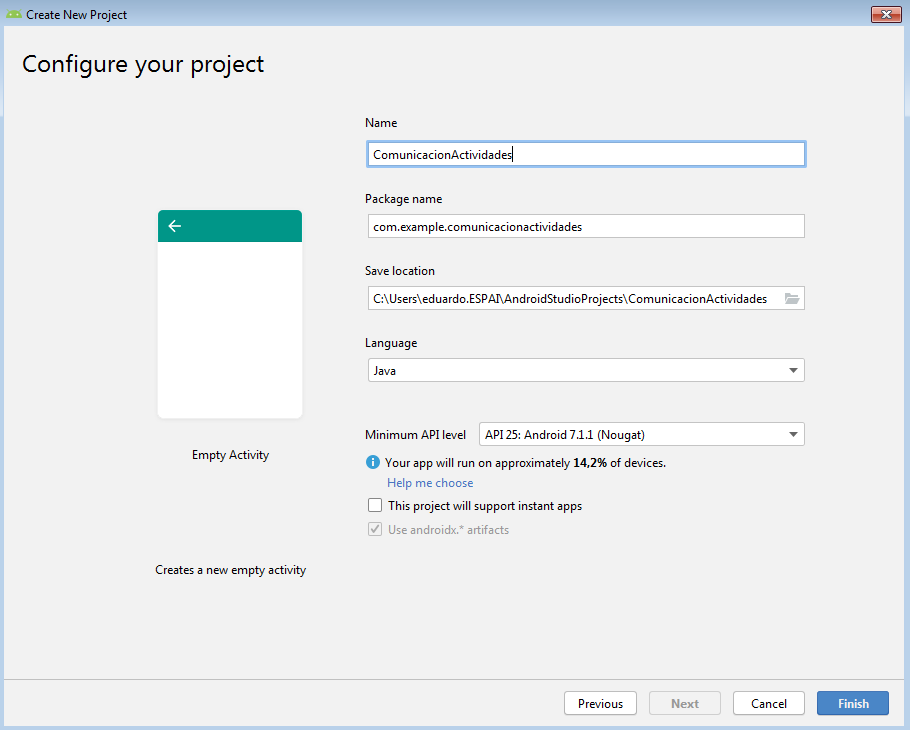 Create New Project
Configure your project
Name
ComunicacionActividades
Package name
com.example.comunicacionactividades
Save location
C:\Users\eduardo.ESPAI\AndroidStudioProjects\ComunicacionActividades
Language
Java
Minimum API level
API 25: Android 7.1.1 (Nougat)
Your app will run on approximately 14,2% of devices.
Help me choose
This project will support instant apps
Use androidx.* artifacts
Empty Activity
Creates a new empty activity
Previous
Next
Cancel
Finish